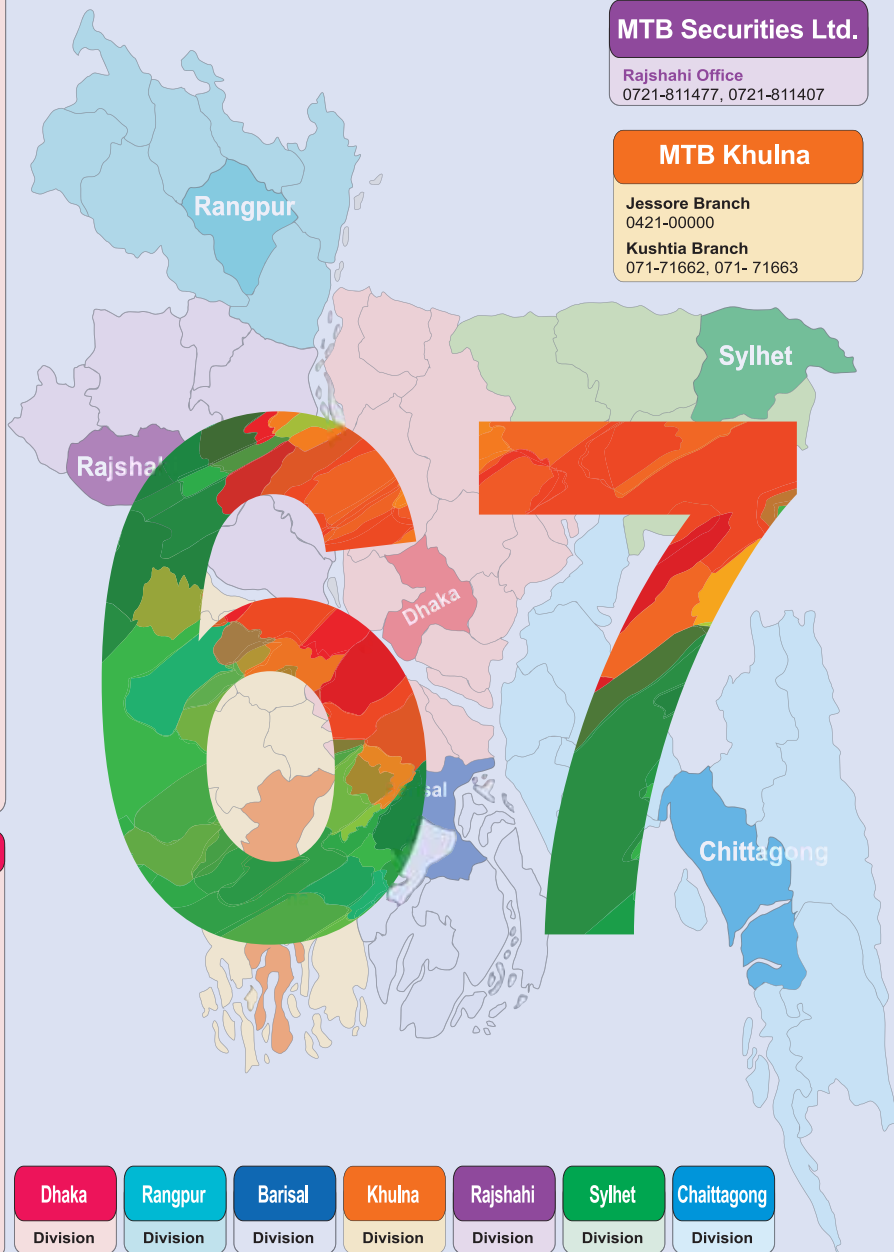 MTB Securities Ltd.
Rajshahi Office
0721-811477, 0721-811407
MTB Khulna
Jessore Branch
0421-00000
Kushtia Branch
071-71662, 071- 71663
Rangpur
Sylhet
67
Dhaka
Chittagong
Dhaka Rangpur Barisal Khulna Rajshahi Sylhet Chaittagong
Division Division Division Division Division Division Division